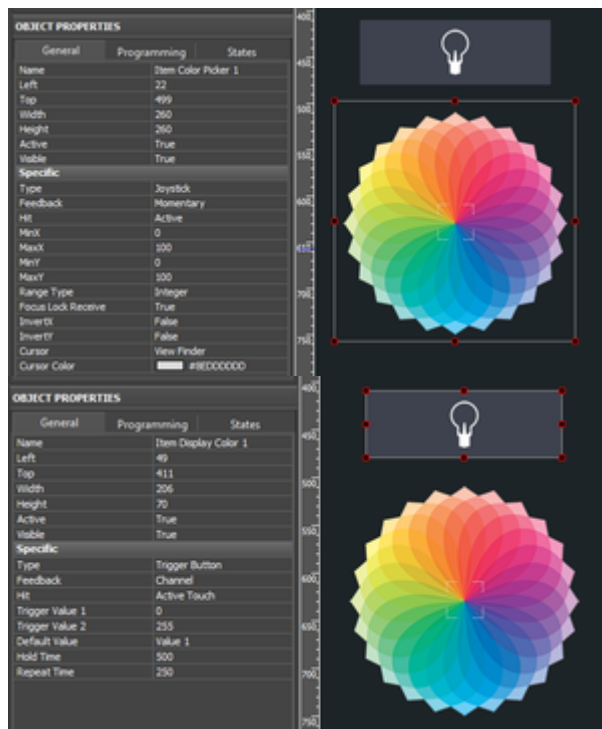 OBJECT PROPERTIES
General Programming States
Name Item Color Picker 1
Left 22
Top 499
Width 260
Height 260
Active True
Visible True
Specific
Type Joystick
Feedback Momentary
Hit Active
MinX 0
MaxX 100
MinY 0
MaxY 100
Range Type Integer
Focus Lock Receive True
InvertX False
InvertY False
Cursor View Finder
Cursor Color #8EDDDDDD
400
450
500
550
600
650
700
750
OBJECT PROPERTIES
General Programming States
Name Item Display Color 1
Left 49
Top 411
Width 206
Height 70
Active True
Visible True
Specific
Type Trigger Button
Feedback Channel
Hit Active Touch
Trigger Value 1 0
Trigger Value 2 255
Default Value Value 1
Hold Time 500
Repeat Time 250
400
450
500
550
600
650
700
750